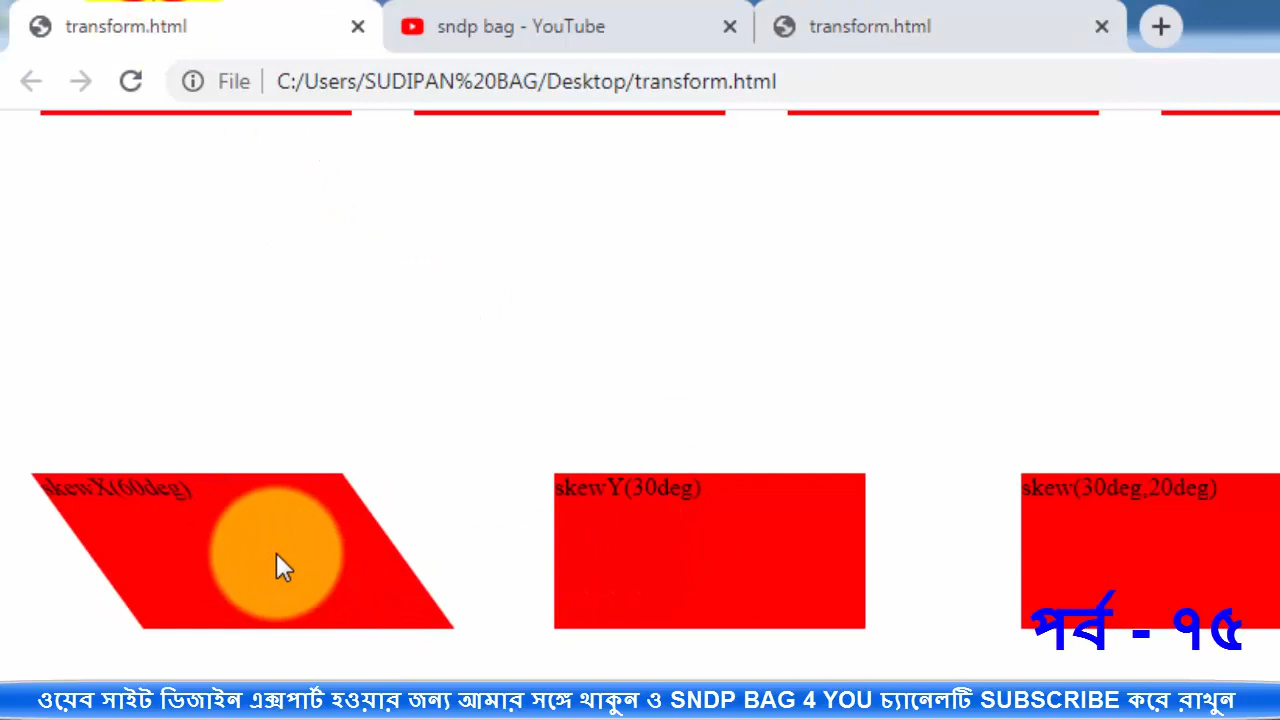 transform.html
sndp bag - YouTube
transform.html
File
C:/Users/SUDIPAN%20BAG/Desktop/transform.html
skewX(60deg)
skewY(30deg)
skew(30deg,20deg)
পর্ব - ৭৫
ওয়েব সাইট ডিজাইন এক্সপার্ট হওয়ার জন্য আমার সঙ্গে থাকুন ও SNDP BAG 4 YOU চ্যানেলটি SUBSCRIBE করে রাখুন